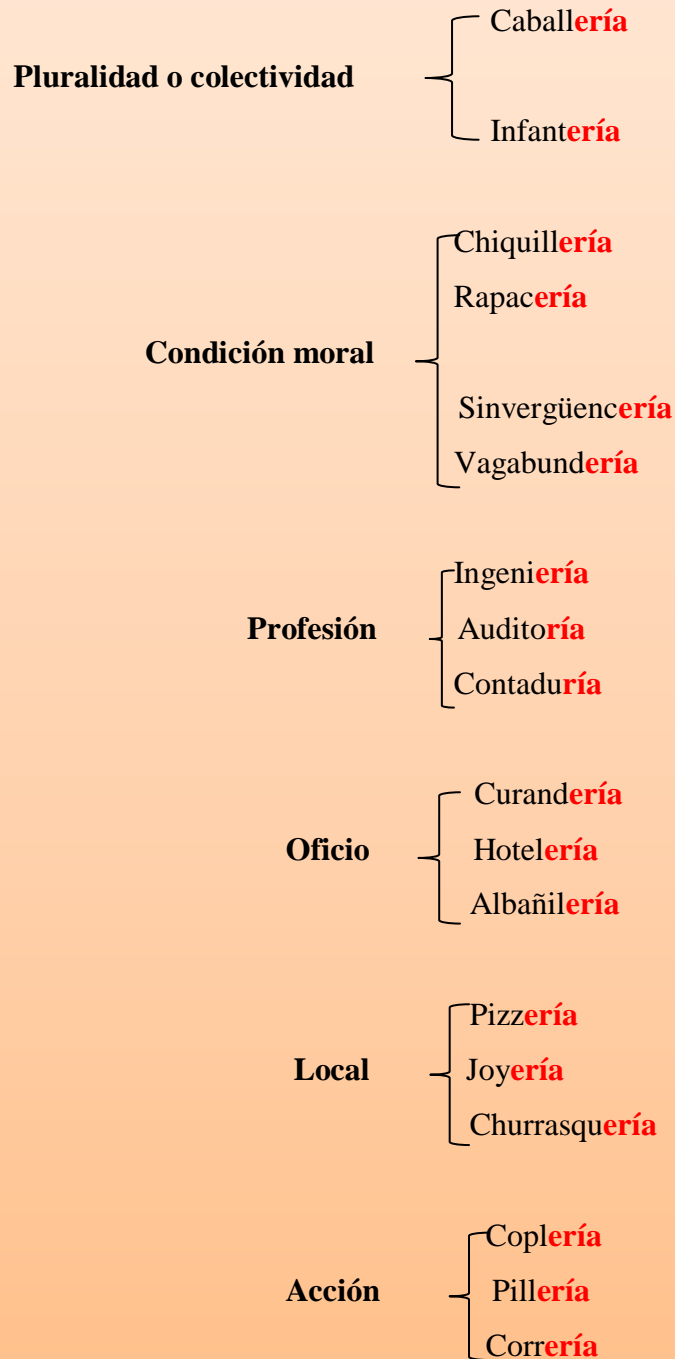 Caballería
Pluralidad o colectividad
Infantería
Chiquillería
Rapacería
Condición moral
Sinvergüencería
Vagabundería
Ingeniería
Profesión
Auditoría
Contaduría
Curandería
Oficio
Hotelería
Albañilería
Pizzería
Local
Joyería
Churrasquería
Coplería
Acción
Pillería
Correría